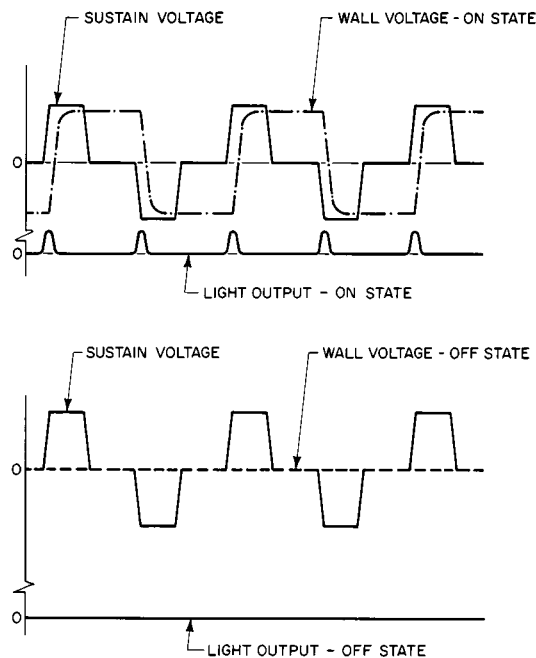 SUSTAIN VOLTAGE
WALL VOLTAGE - ON STATE
0
0
LIGHT OUTPUT - ON STATE
SUSTAIN VOLTAGE
WALL VOLTAGE - OFF STATE
0
0
LIGHT OUTPUT - OFF STATE